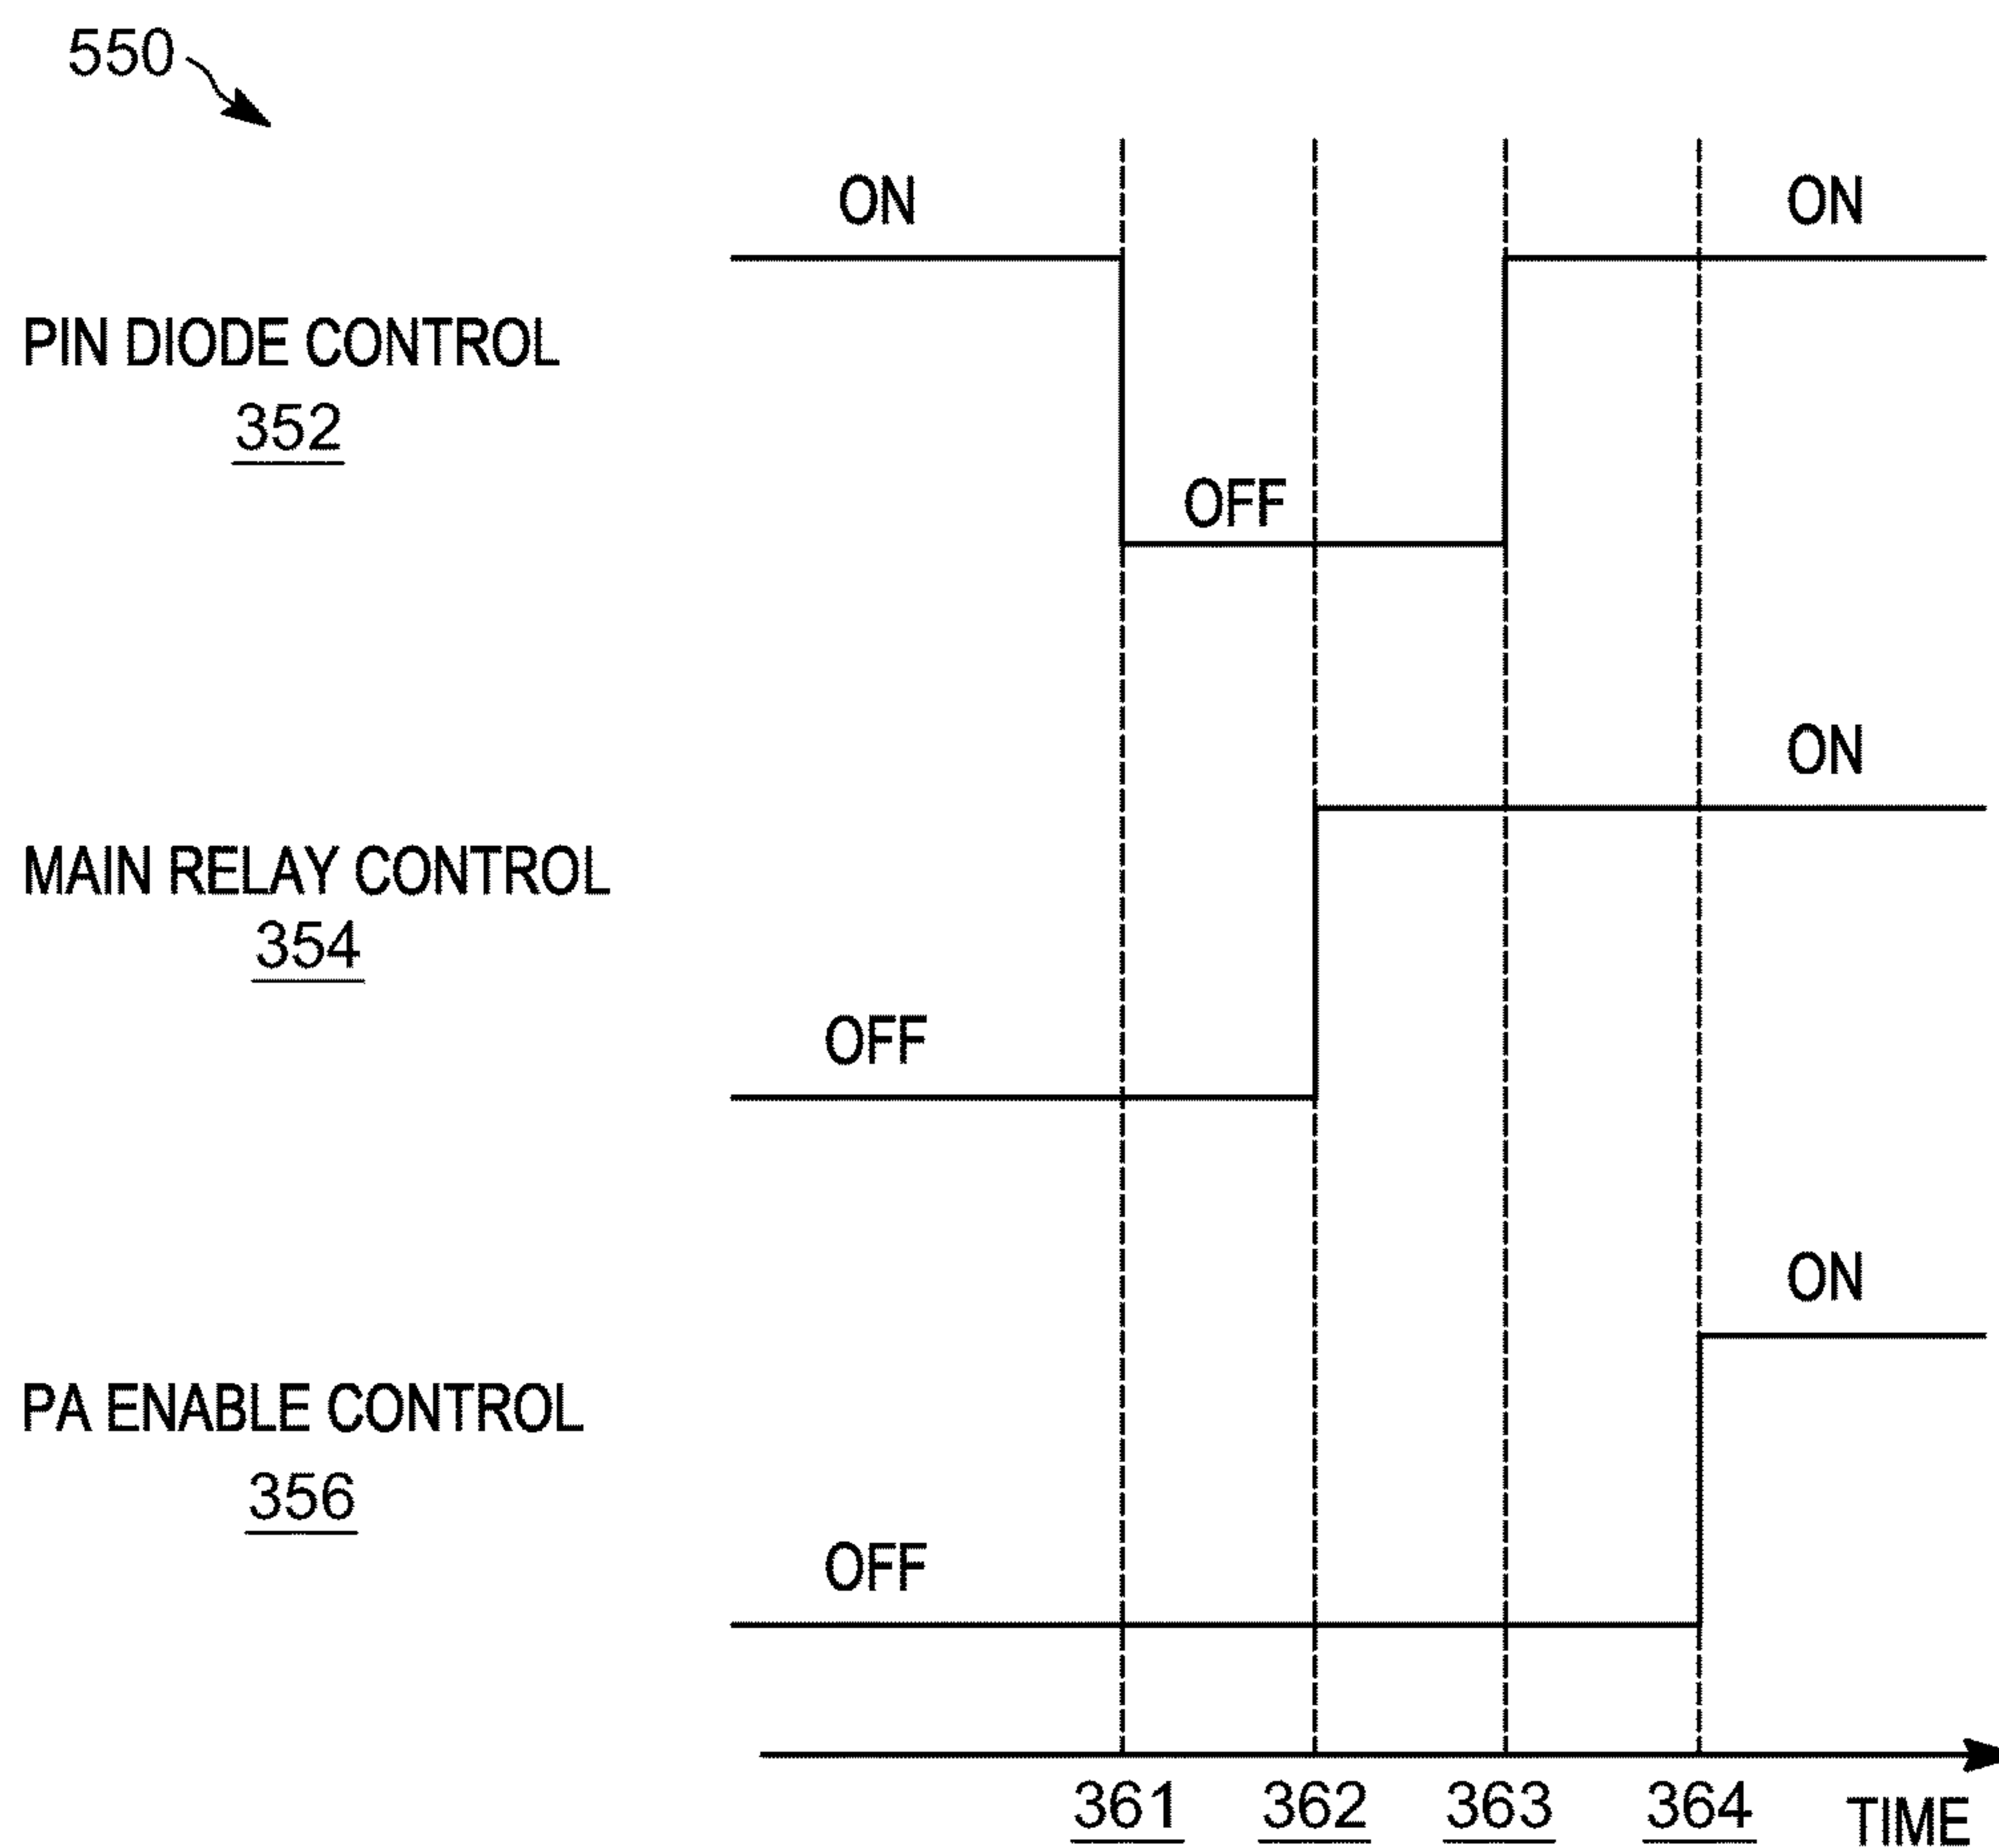 550
ON ON
PIN DIODE CONTROL
352
OFF
ON
MAIN RELAY CONTROL
354
OFF
ON
PA ENABLE CONTROL
356
OFF
361 362 363 364 TIME